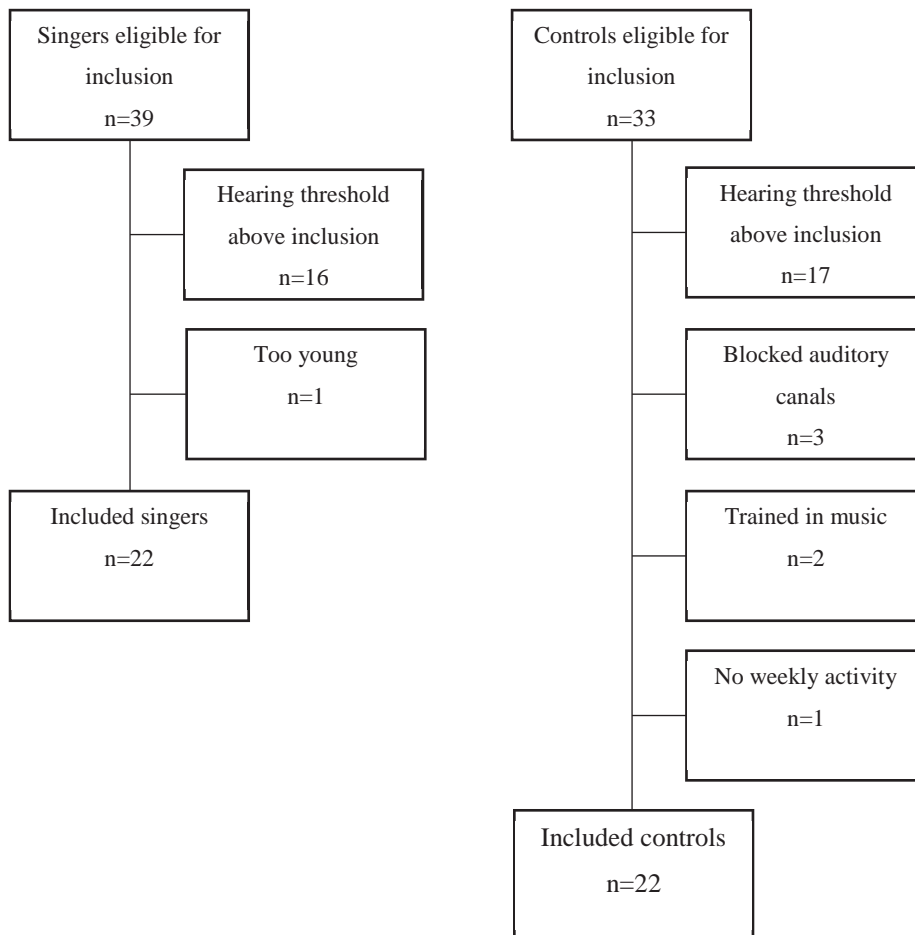 Singers eligible for
inclusion
n=39
Hearing threshold
above inclusion
n=16
Too young
n=1
Included singers
n=22
Controls eligible for
inclusion
n=33
Hearing threshold
above inclusion
n=17
Blocked auditory
canals
n=3
Trained in music
n=2
No weekly activity
n=1
Included controls
n=22